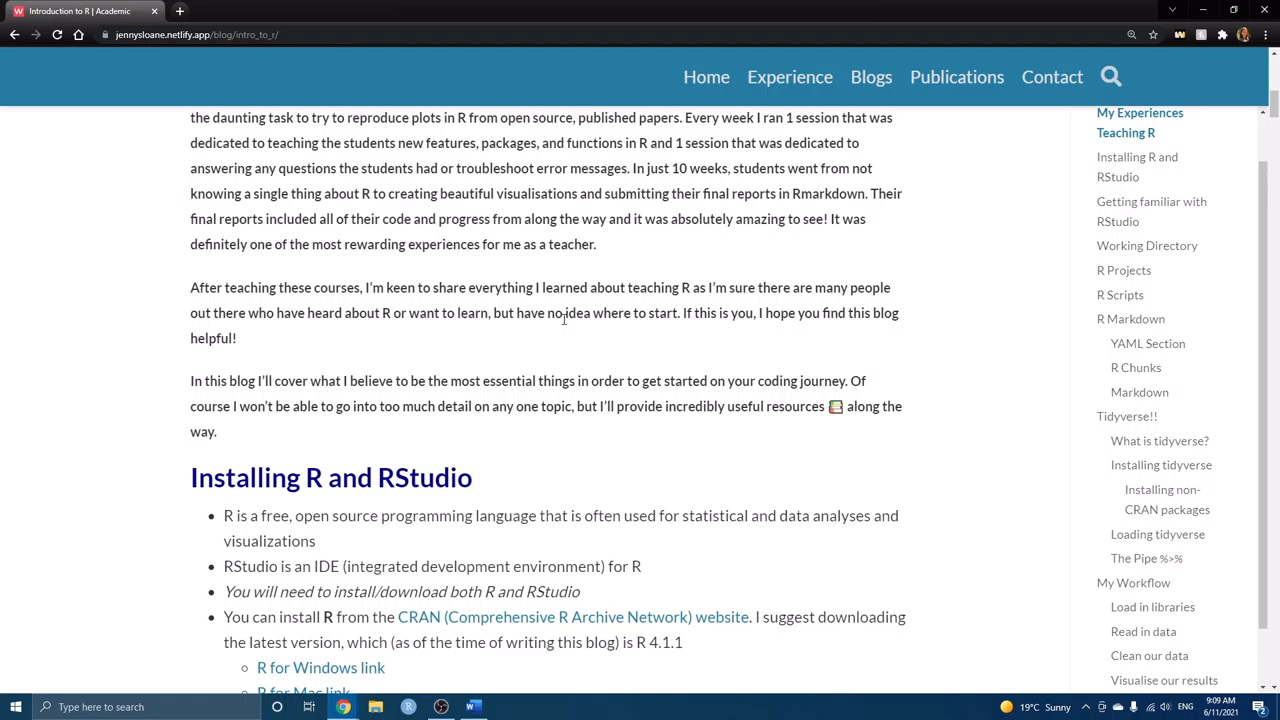 Introduction to R | Academic
jennysloane.netlify.app/blog/intro_to_r/
Home Experience Blogs Publications Contact
the daunting task to try to reproduce plots in R from open source, published papers. Every week I ran 1 session that was
dedicated to teaching the students new features, packages, and functions in R and 1 session that was dedicated to
answering any questions the students had or troubleshoot error messages. In just 10 weeks, students went from not
knowing a single thing about R to creating beautiful visualisations and submitting their final reports in Rmarkdown. Their
final reports included all of their code and progress from along the way and it was absolutely amazing to see! It was
definitely one of the most rewarding experiences for me as a teacher.
After teaching these courses, I'm keen to share everything I learned about teaching R as I'm sure there are many people
out there who have heard about R or want to learn, but have no idea where to start. If this is you, I hope you find this blog
helpful!
In this blog I'll cover what I believe to be the most essential things in order to get started on your coding journey. Of
course I won't be able to go into too much detail on any one topic, but I'll provide incredibly useful resources 📚 along the
way.
Installing R and RStudio
• R is a free, open source programming language that is often used for statistical and data analyses and
visualizations
• RStudio is an IDE (integrated development environment) for R
• You will need to install/download both R and RStudio
• You can install R from the CRAN (Comprehensive R Archive Network) website. I suggest downloading
the latest version, which (as of the time of writing this blog) is R 4.1.1
◦ R for Windows link
◦ R for Mac link
My Experiences
Teaching R
Installing R and
RStudio
Getting familiar with
RStudio
Working Directory
R Projects
R Scripts
R Markdown
YAML Section
R Chunks
Markdown
Tidyverse!!
What is tidyverse?
Installing tidyverse
Installing non-
CRAN packages
Loading tidyverse
The Pipe %>%
My Workflow
Load in libraries
Read in data
Clean our data
Visualise our results
Type here to search
19°C Sunny
9:09 AM
6/11/2021